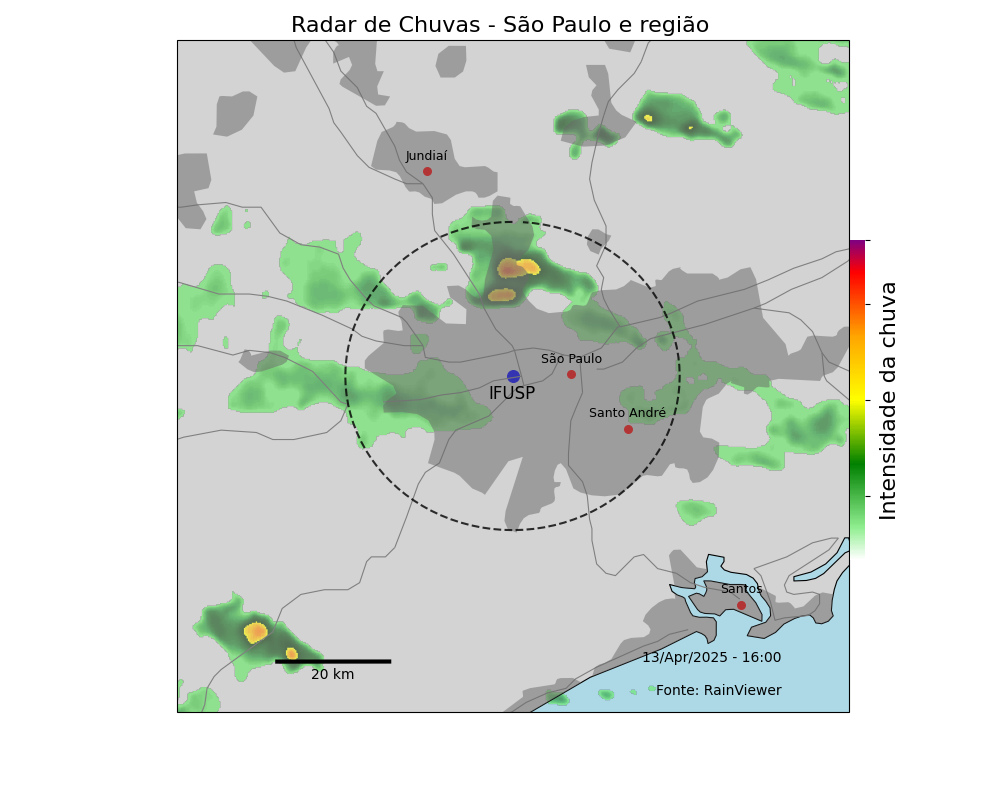 Radar de Chuvas - São Paulo e região
Jundiaí
São Paulo
IFUSP
Santo André
Intensidade da chuva
Santos
13/Apr/2025 - 16:00
20 km
Fonte: RainViewer